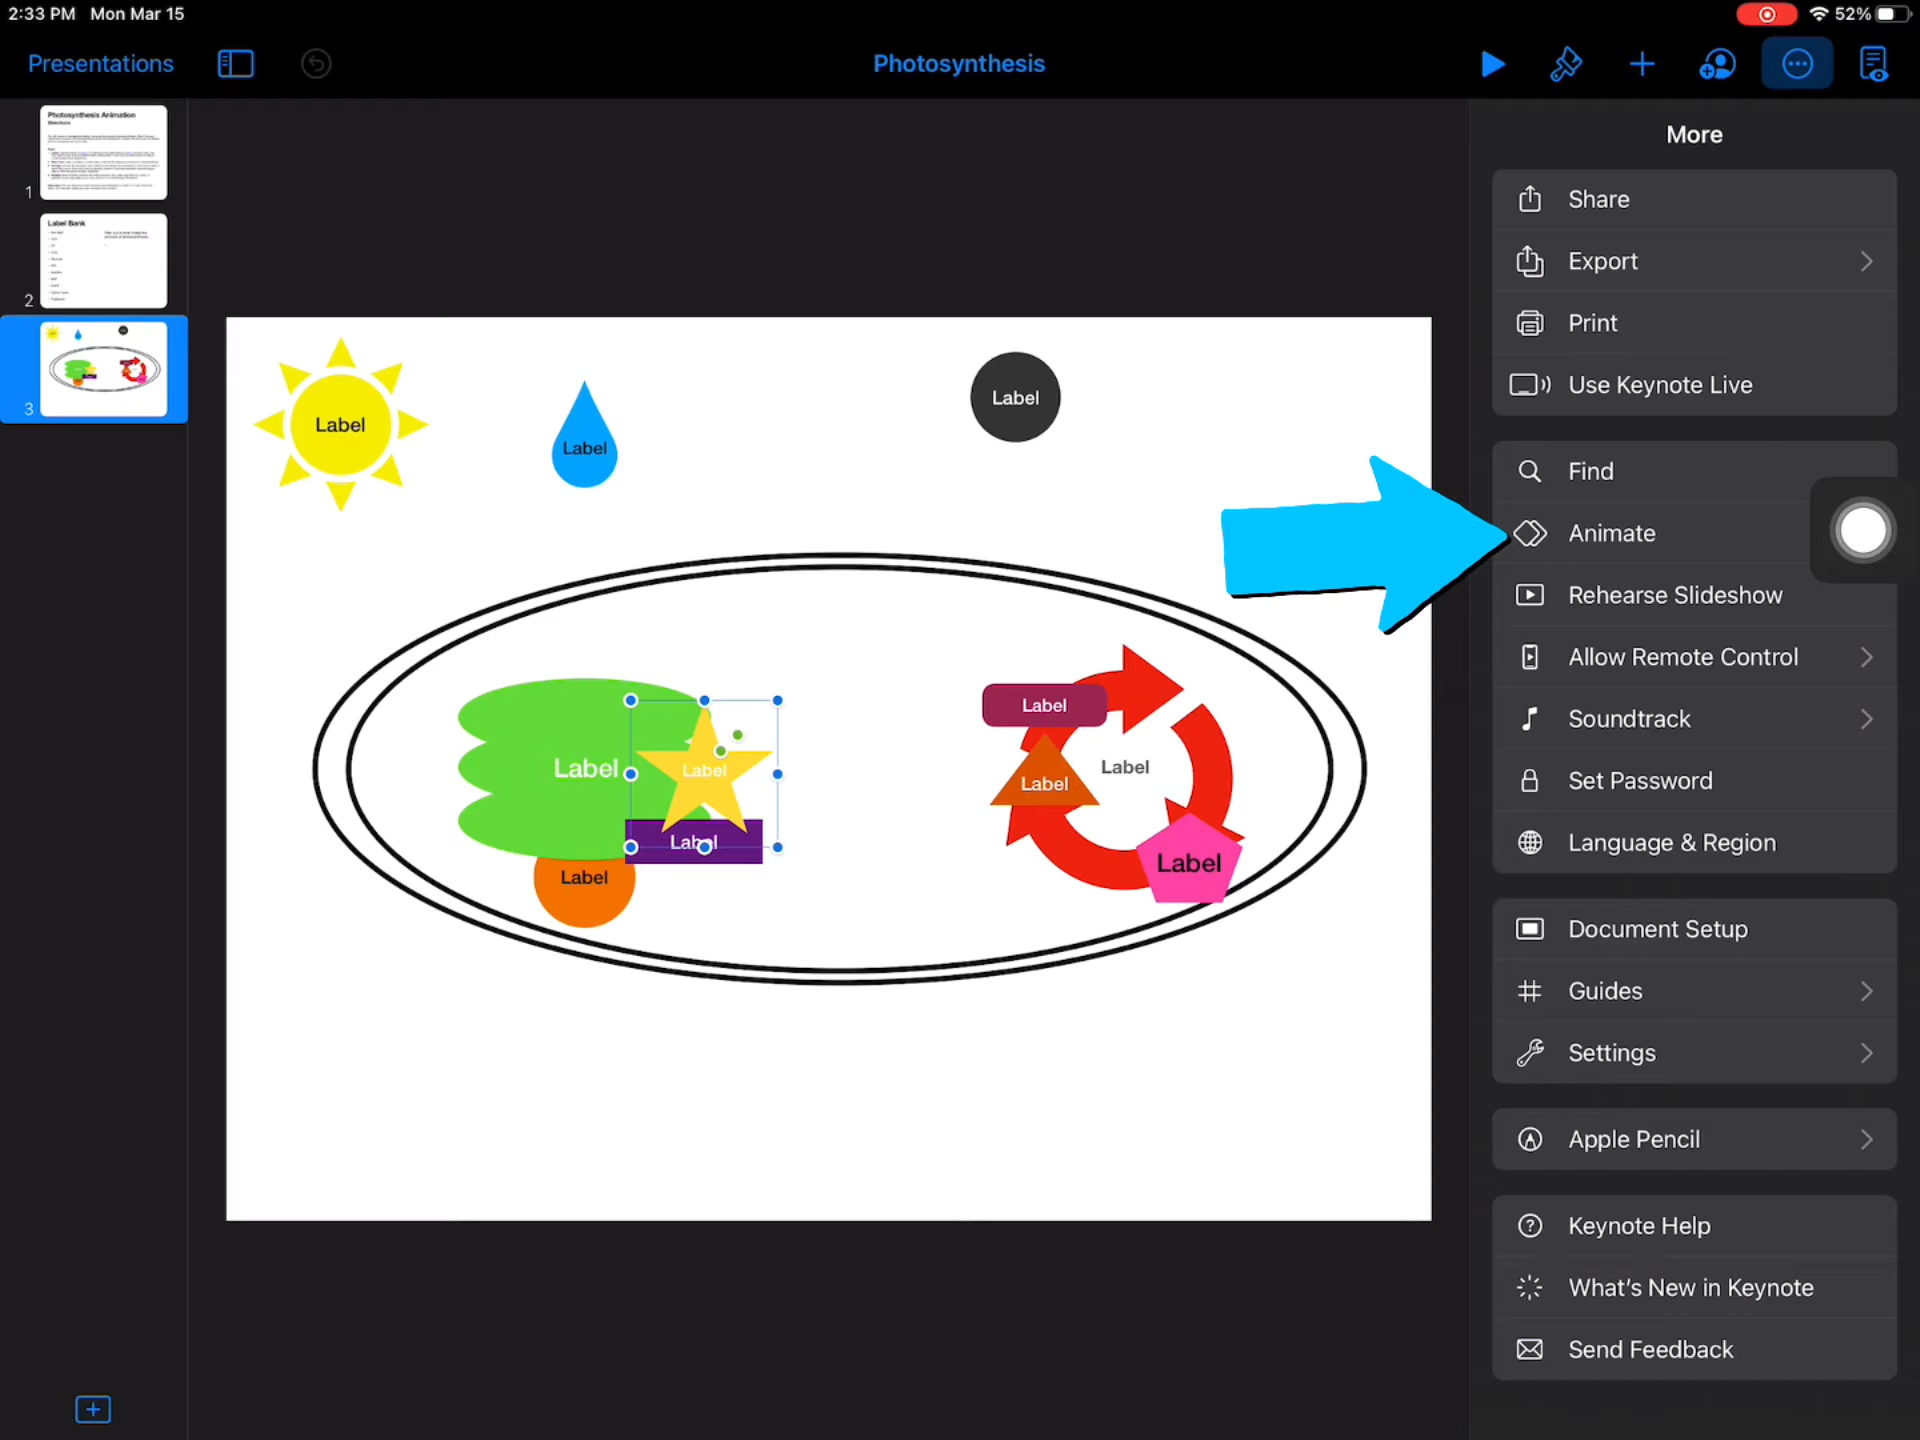 2:33 PM Mon Mar 15
52%
Presentations
Photosynthesis
Photosynthesis Animation
1
Label Bank
2
3
Label
Label
Label
Label
Label
Label
Label
Label
Label
Label
Label
More
Share
Export
Print
Use Keynote Live
Find
Animate
Rehearse Slideshow
Allow Remote Control
Soundtrack
Set Password
Language & Region
Document Setup
Guides
Settings
Apple Pencil
Keynote Help
What's New in Keynote
Send Feedback